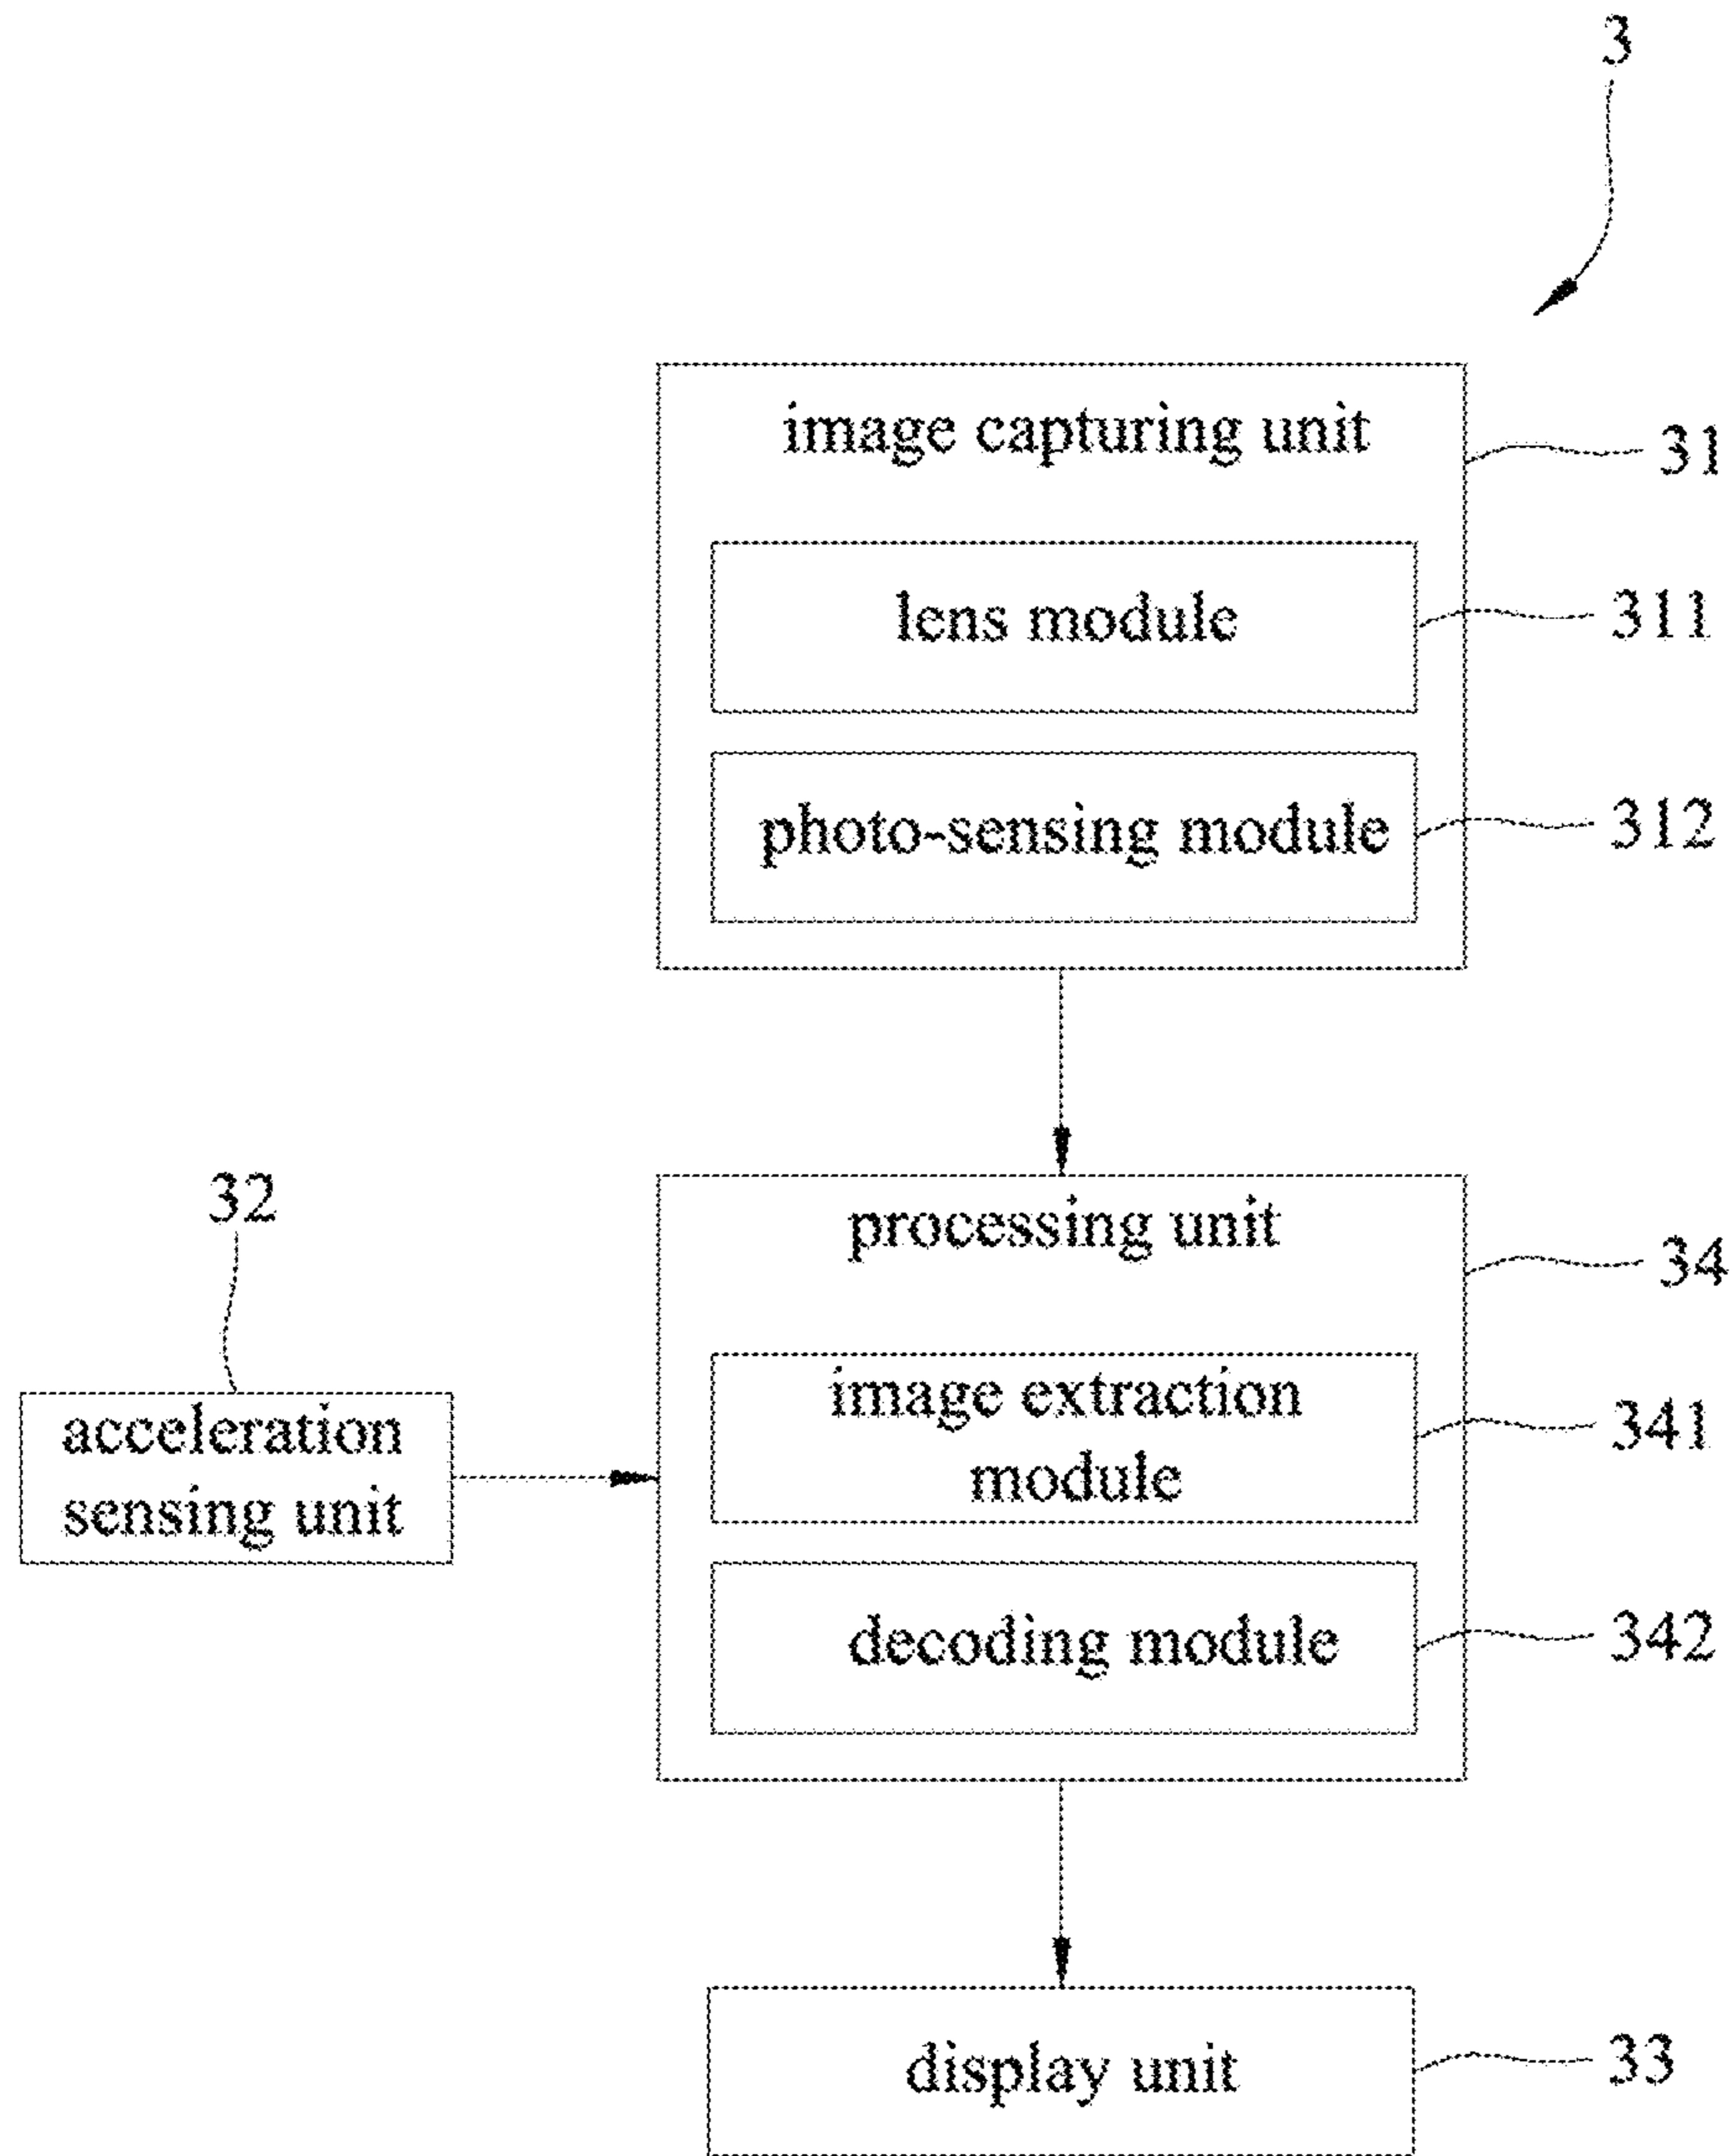 3
image capturing unit
31
lens module
311
photo-sensing module
312
32
processing unit
34
acceleration
sensing unit
image extraction
module
341
decoding module
342
display unit
33